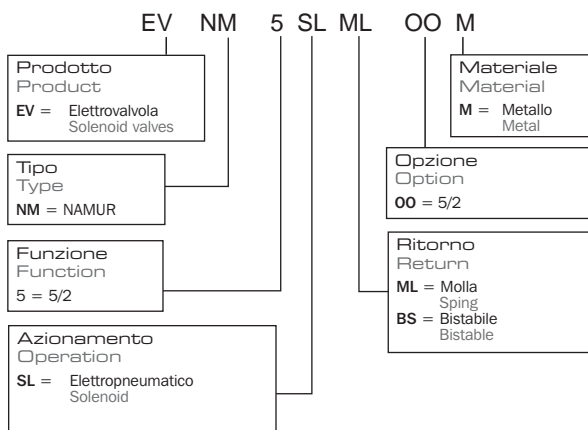 EV NM 5 SL ML OO M
Prodotto
Product
EV = Elettrovalvola
Solenoid valves
Tipo
Type
NM = NAMUR
Funzione
Function
5 = 5/2
Azionamento
Operation
SL = Elettropneumatico
Solenoid
Materiale
Material
M = Metallo
Metal
Opzione
Option
OO = 5/2
Ritorno
Return
ML = Molla
Sping
BS = Bistabile
Bistable